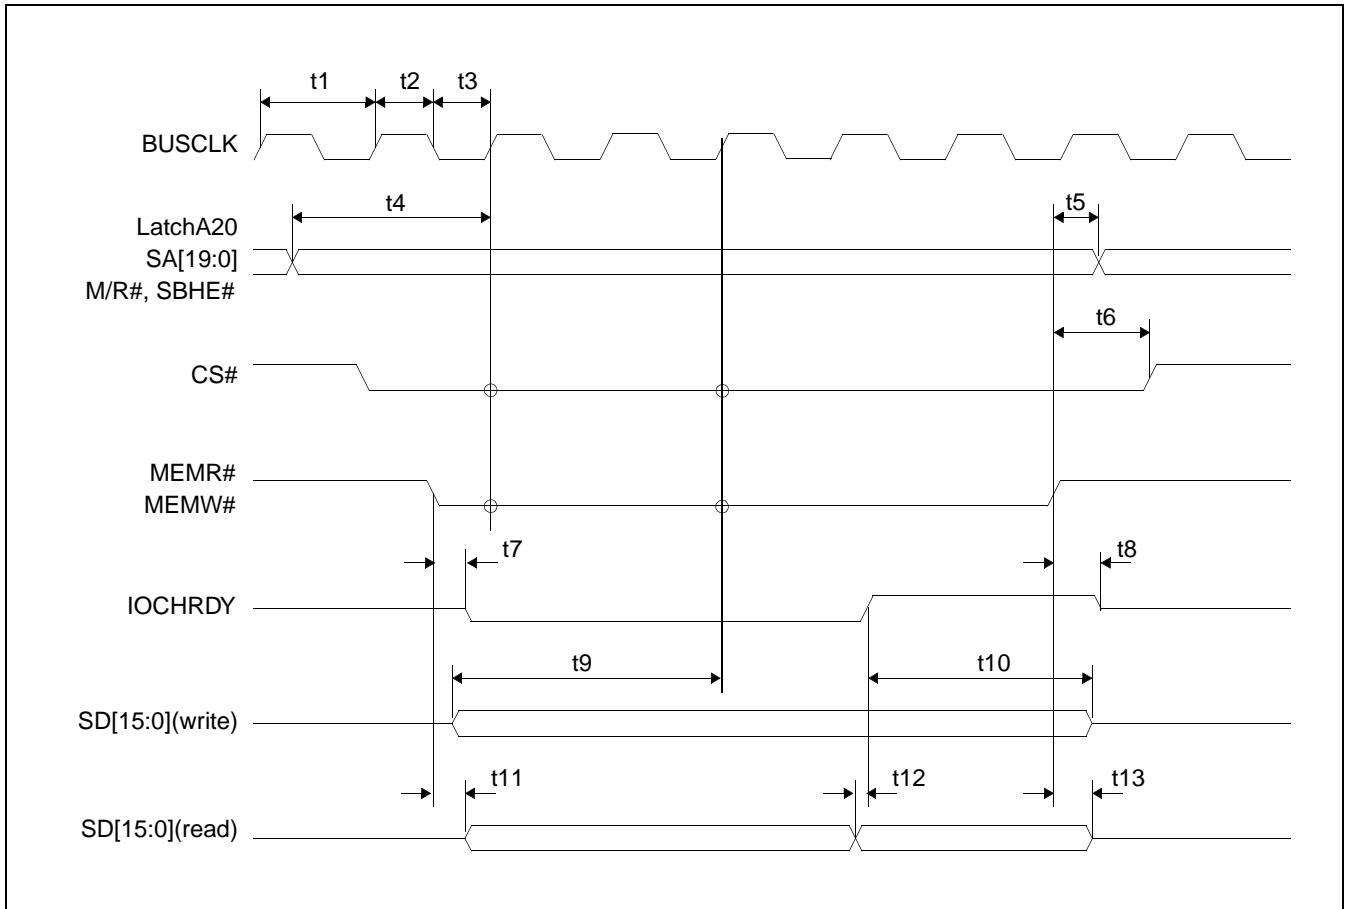 t1 t2 t3
BUSCLK
t4 t5
LatchA20
SA[19:0]
M/R#, SBHE#
t6
CS#
MEMR#
MEMW#
t7 t8
IOCHRDY
t9 t10
SD[15:0](write)
t11 t12 t13
SD[15:0](read)